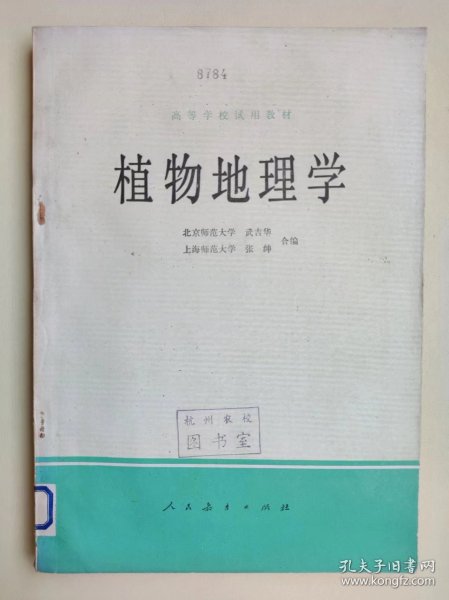 8784
高等学校试用教材
植物地理学
北京师范大学 武吉华
上海师范大学 张绅 合编
杭州农校
图书室
人民教育出版社
孔夫子旧书网
www.kongfz.com